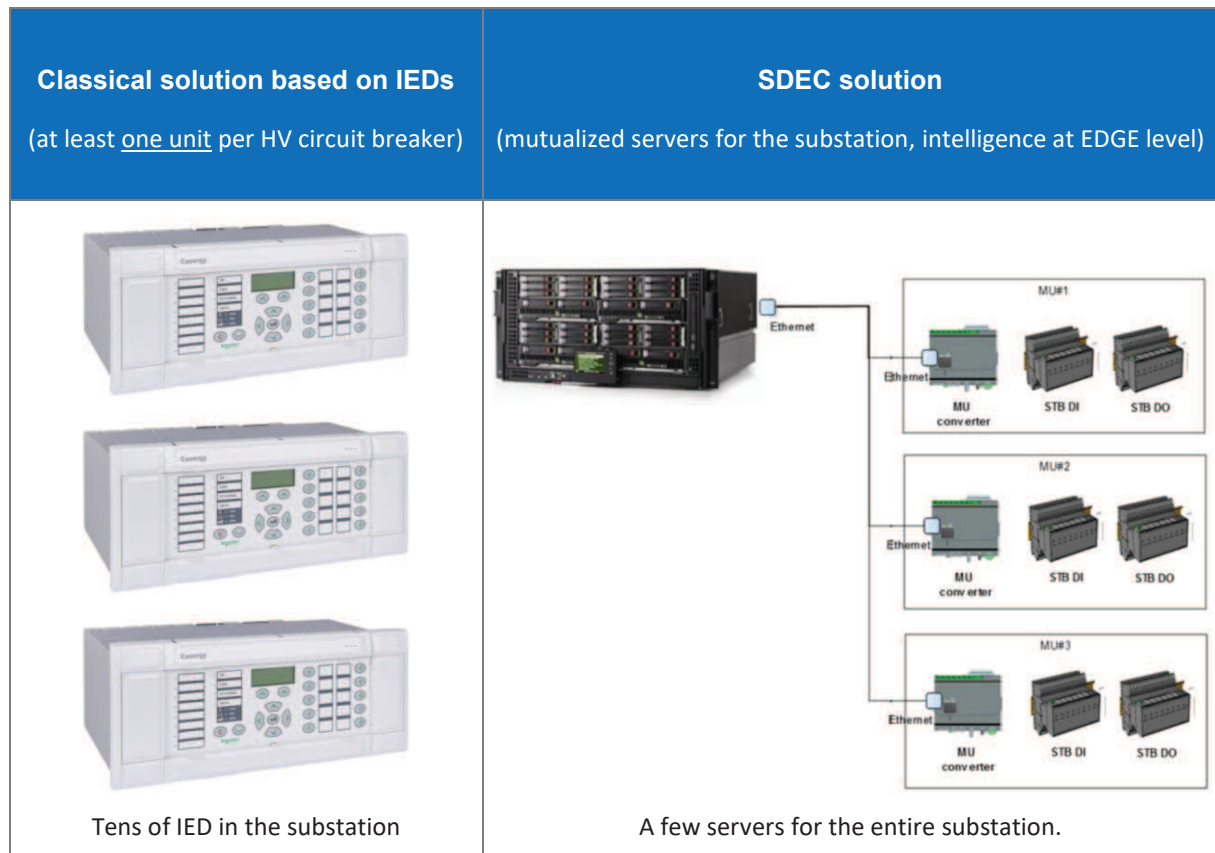 Classical solution based on IEDs
(at least one unit per HV circuit breaker)
SDEC solution
(mutualized servers for the substation, intelligence at EDGE level)
Easergy
Easergy
Easergy
Tens of IED in the substation
Ethernet
MU#1
Ethernet
MU
converter
STB DI
STB DO
MU#2
Ethernet
MU
converter
STB DI
STB DO
MU#3
Ethernet
MU
converter
STB DI
STB DO
A few servers for the entire substation.